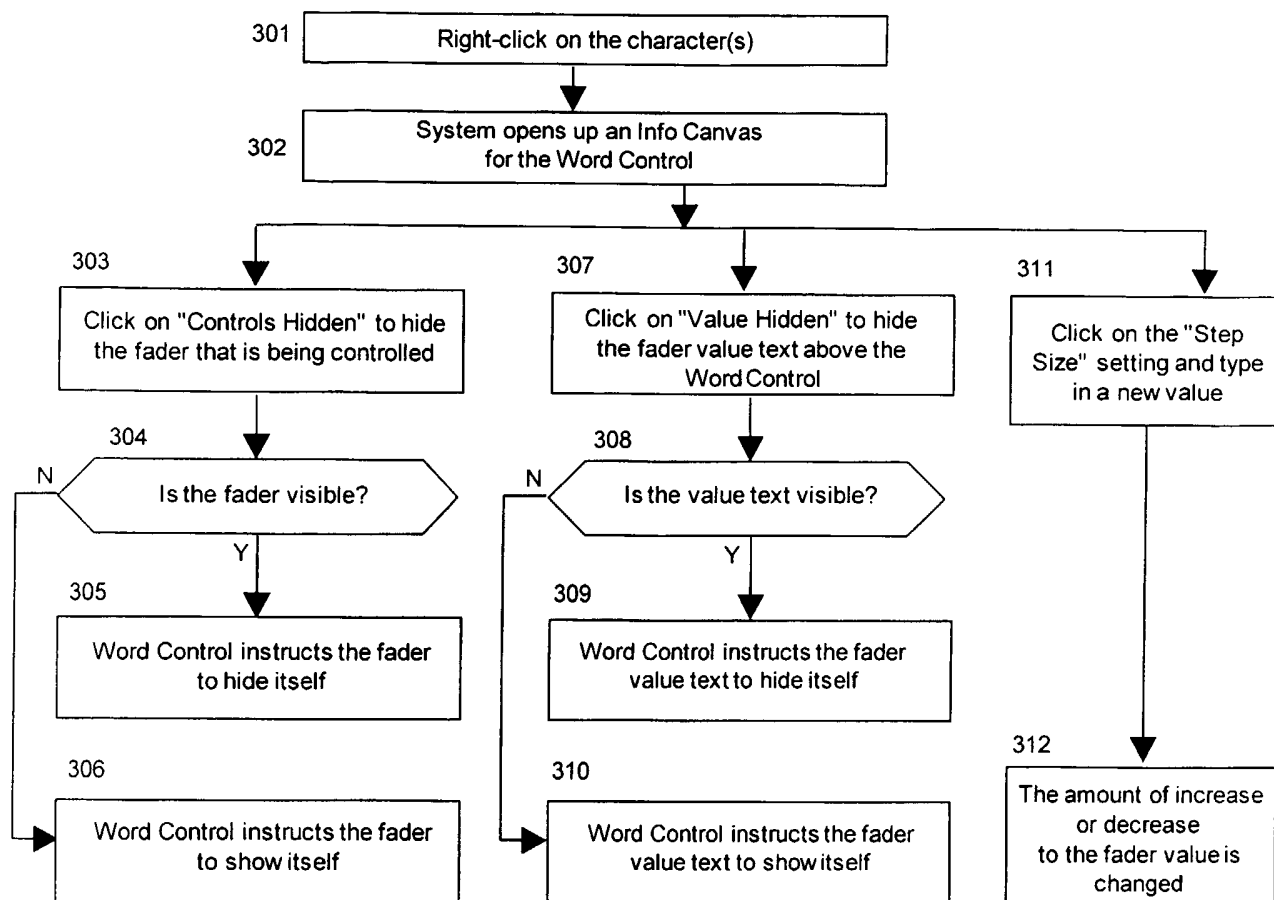 301
Right-click on the character(s)
302
System opens up an Info Canvas
for the Word Control
303
Click on "Controls Hidden" to hide
the fader that is being controlled
304
Is the fader visible?
N
Y
305
Word Control instructs the fader
to hide itself
306
Word Control instructs the fader
to show itself
307
Click on "Value Hidden" to hide
the fader value text above the
Word Control
308
Is the value text visible?
N
Y
309
Word Control instructs the fader
value text to hide itself
310
Word Control instructs the fader
value text to show itself
311
Click on the "Step
Size" setting and type
in a new value
312
The amount of increase
or decrease
to the fader value is
changed